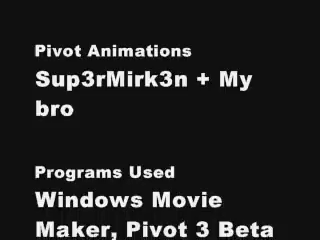 Pivot Animations
Sup3rMirk3n + My
bro
Programs Used
Windows Movie
Maker, Pivot 3 Beta